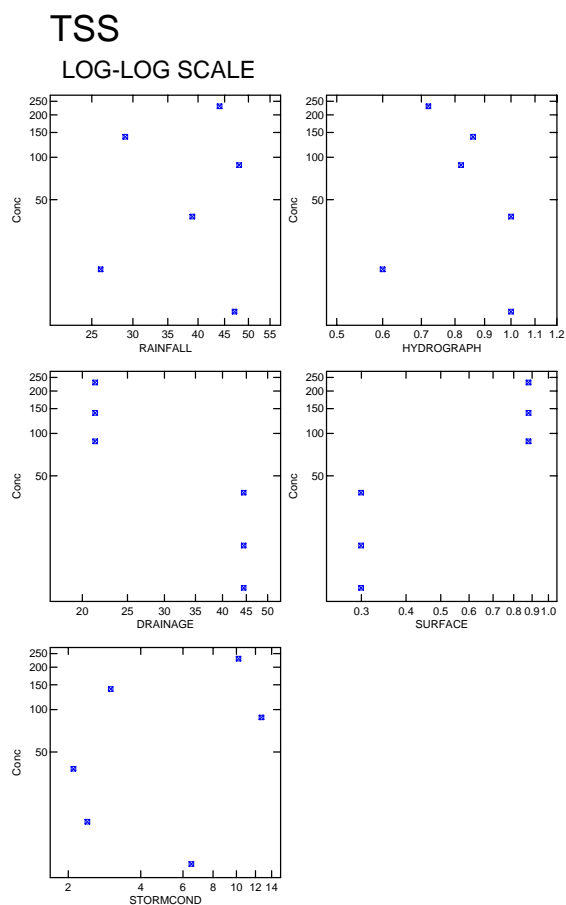 TSS
LOG-LOG SCALE
250
200
150
100
50
Conc
25 30 35 40 45 50 55
RAINFALL
250
200
150
100
50
Conc
0.5 0.6 0.7 0.8 0.9 1.0 1.1 1.2
HYDROGRAPH
250
200
150
100
50
Conc
20 25 30 35 40 45 50
DRAINAGE
250
200
150
100
50
Conc
0.3 0.4 0.5 0.6 0.7 0.8 0.9 1.0
SURFACE
250
200
150
100
50
Conc
2 4 6 8 10 12 14
STORMCOND